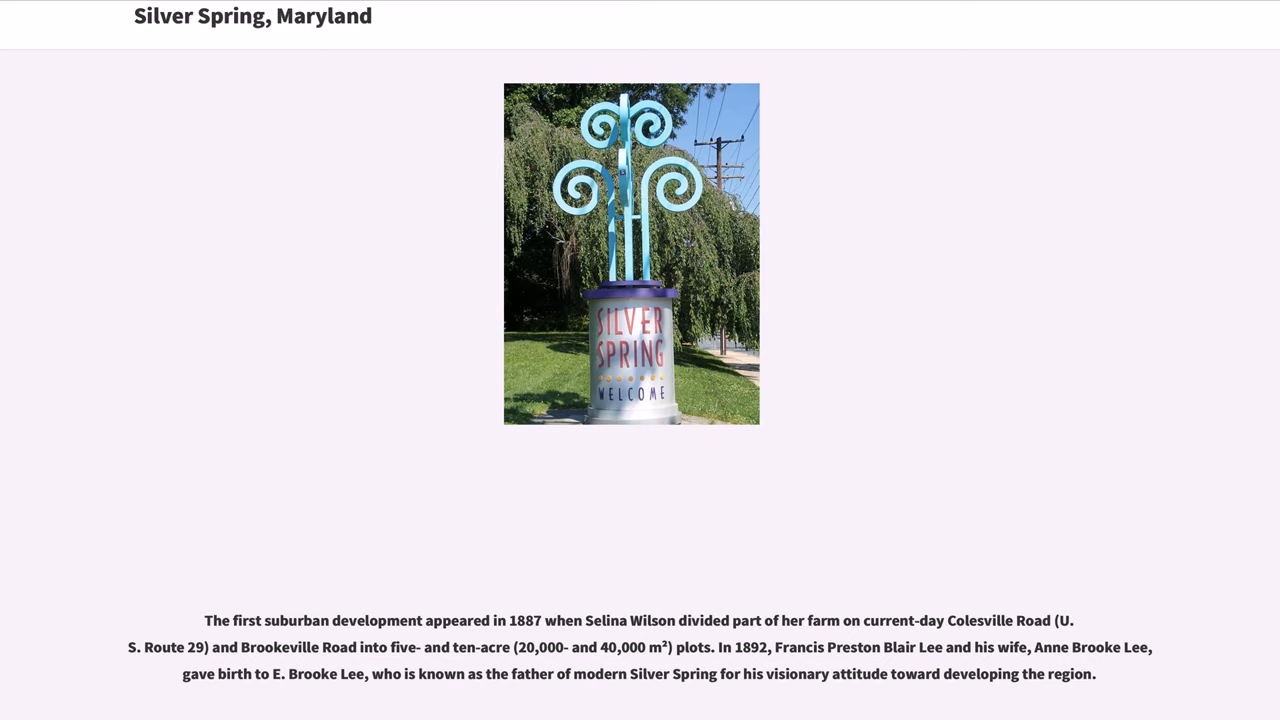 Silver Spring, Maryland
SILVER
SPRING
WELCOME
The first suburban development appeared in 1887 when Selina Wilson divided part of her farm on current-day Colesville Road (U.
S. Route 29) and Brookeville Road into five- and ten-acre (20,000- and 40,000 m²) plots. In 1892, Francis Preston Blair Lee and his wife, Anne Brooke Lee,
gave birth to E. Brooke Lee, who is known as the father of modern Silver Spring for his visionary attitude toward developing the region.